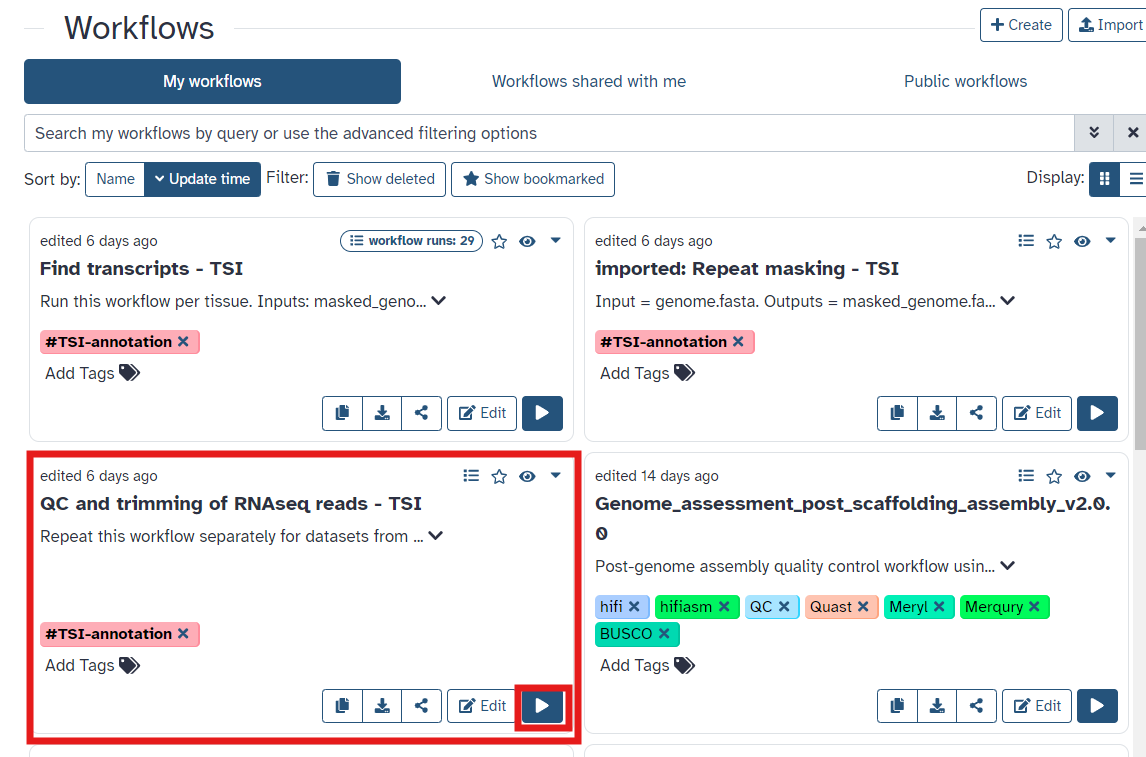 Workflows
Create
Import
My workflows
Workflows shared with me
Public workflows
Search my workflows by query or use the advanced filtering options
Sort by: Name Update time Filter: Show deleted Show bookmarked Display:
edited 6 days ago workflow runs: 29
Find transcripts - TSI
Run this workflow per tissue. Inputs: masked_geno...
#TSI-annotation
Add Tags
Edit
edited 6 days ago
imported: Repeat masking - TSI
Input = genome.fasta. Outputs = masked_genome.fa...
#TSI-annotation
Add Tags
Edit
edited 6 days ago
QC and trimming of RNAseq reads - TSI
Repeat this workflow separately for datasets from ...
#TSI-annotation
Add Tags
Edit
edited 14 days ago
Genome_assessment_post_scaffolding_assembly_v2.0.
0
Post-genome assembly quality control workflow usin...
hifi hifiasm QC Quast Meryl Merqury
BUSCO
Add Tags
Edit